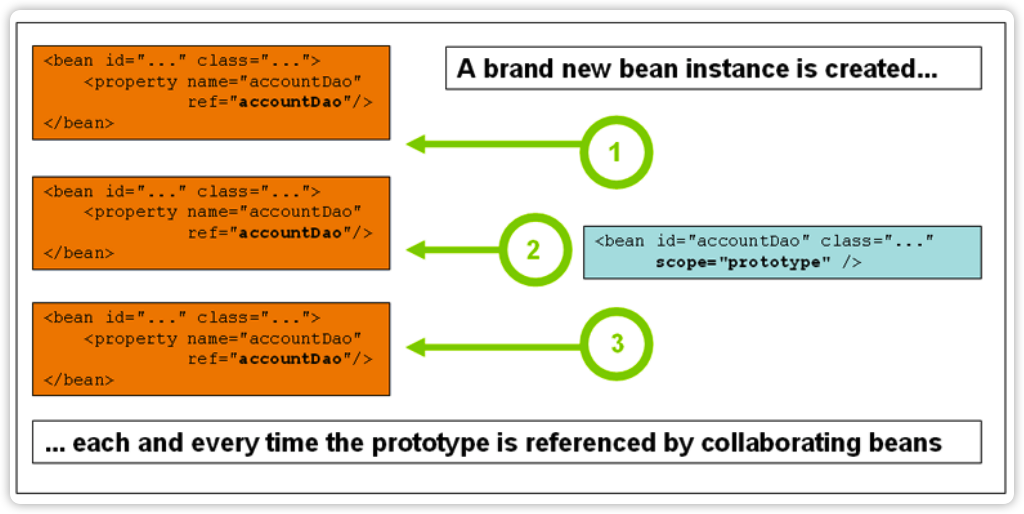 <bean id="..." class="...">
    <property name="accountDao"
              ref="accountDao"/>
</bean>
A brand new bean instance is created...
1
<bean id="..." class="...">
    <property name="accountDao"
              ref="accountDao"/>
</bean>
2
<bean id="accountDao" class="..."
      scope="prototype" />
<bean id="..." class="...">
    <property name="accountDao"
              ref="accountDao"/>
</bean>
3
... each and every time the prototype is referenced by collaborating beans